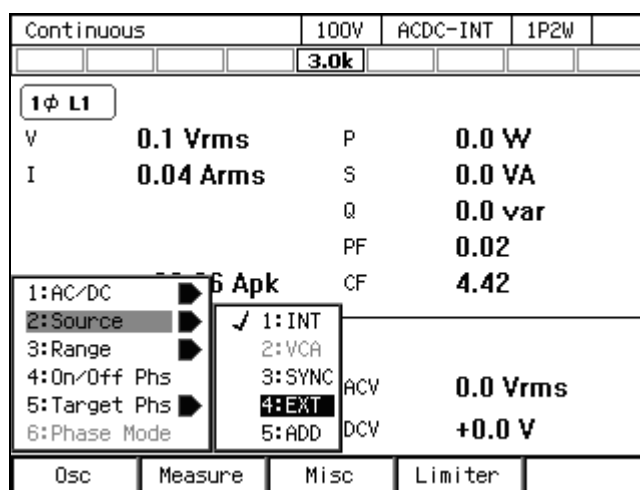 Continuous 100V ACDC-INT 1P2W
3.0k
1ϕ L1
V 0.1 Vrms P 0.0 W
I 0.04 Arms S 0.0 VA
Q 0.0 var
PF 0.02
6 Apk CF 4.42
1:AC/DC
2:Source
3:Range
4:On/Off Phs
5:Target Phs
6:Phase Mode
✓ 1:INT
2:VCA
3:SYNC
4:EXT
5:ADD
ACV 0.0 Vrms
DCV +0.0 V
Osc Measure Misc Limiter